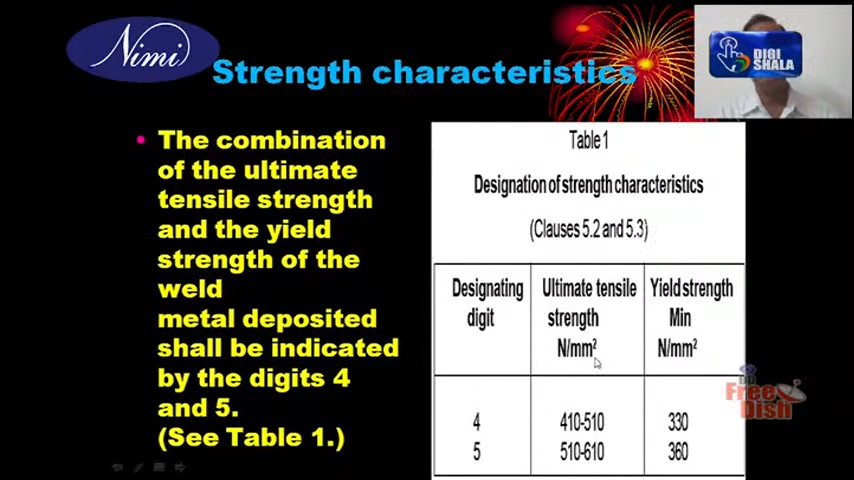 Nimi
Strength characteristics
DIGI
SHALA
• The combination
of the ultimate
tensile strength
and the yield
strength of the
weld
metal deposited
shall be indicated
by the digits 4
and 5.
(See Table 1.)
Table 1
Designation of strength characteristics
(Clauses 5.2 and 5.3)
Designating digit | Ultimate tensile strength N/mm² | Yield strength Min N/mm²
4 | 410-510 | 330
5 | 510-610 | 360
DD
Free
Dish